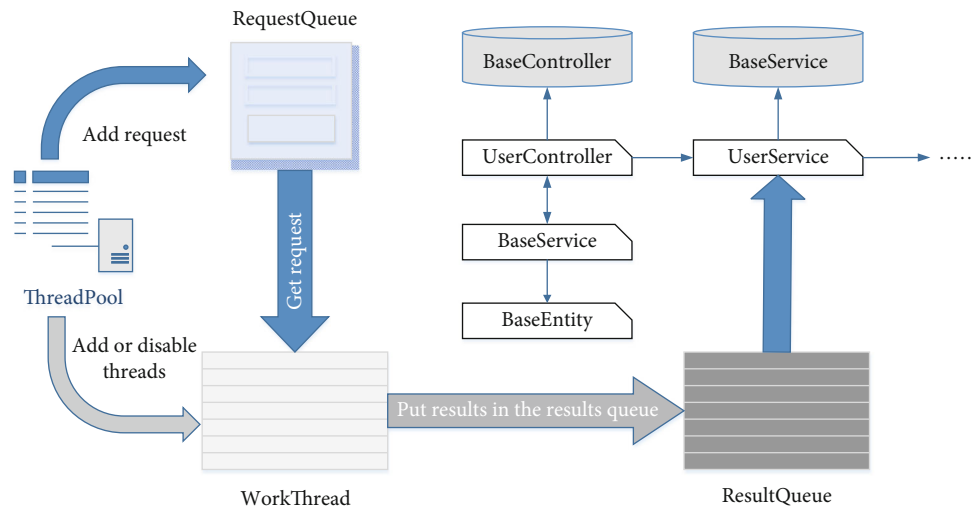 RequestQueue
BaseController
BaseService
Add request
UserController
UserService
.....
Get request
BaseService
ThreadPool
BaseEntity
Add or disable
threads
Put results in the results queue
WorkThread
ResultQueue